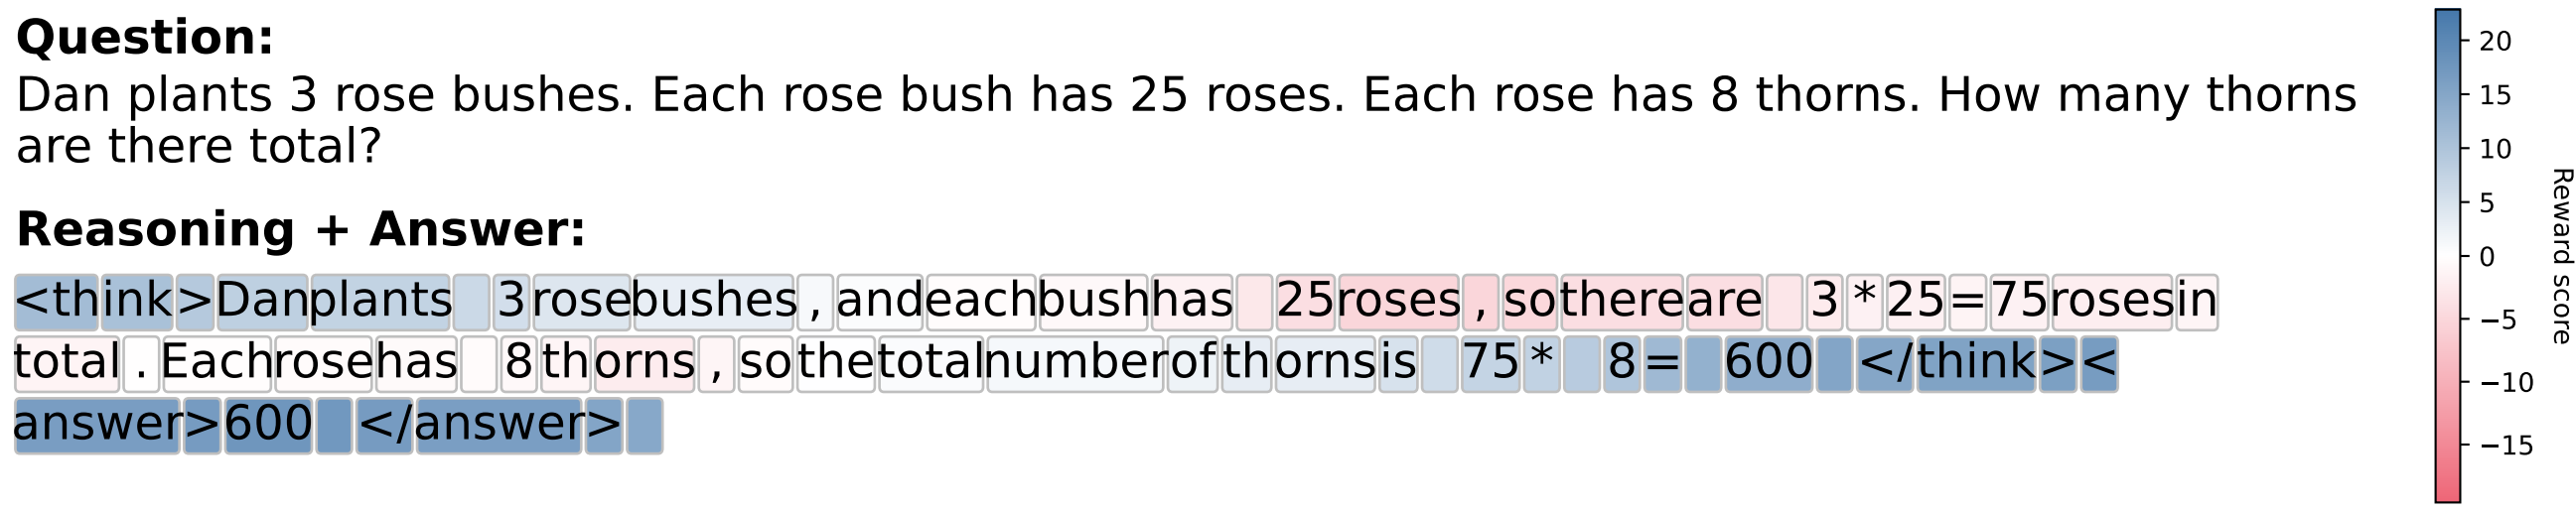 Question:
Dan plants 3 rose bushes. Each rose bush has 25 roses. Each rose has 8 thorns. How many thorns
are there total?
Reasoning + Answer:
<think>Dan plants 3 rose bushes , and each bush has 25 roses , so there are 3 * 25 = 75 roses in
total . Each rose has 8 thorns , so the total number of thorns is 75 * 8 = 600 </think><
answer>600 </answer>
20
15
10
5
0
−5
−10
−15
Reward score